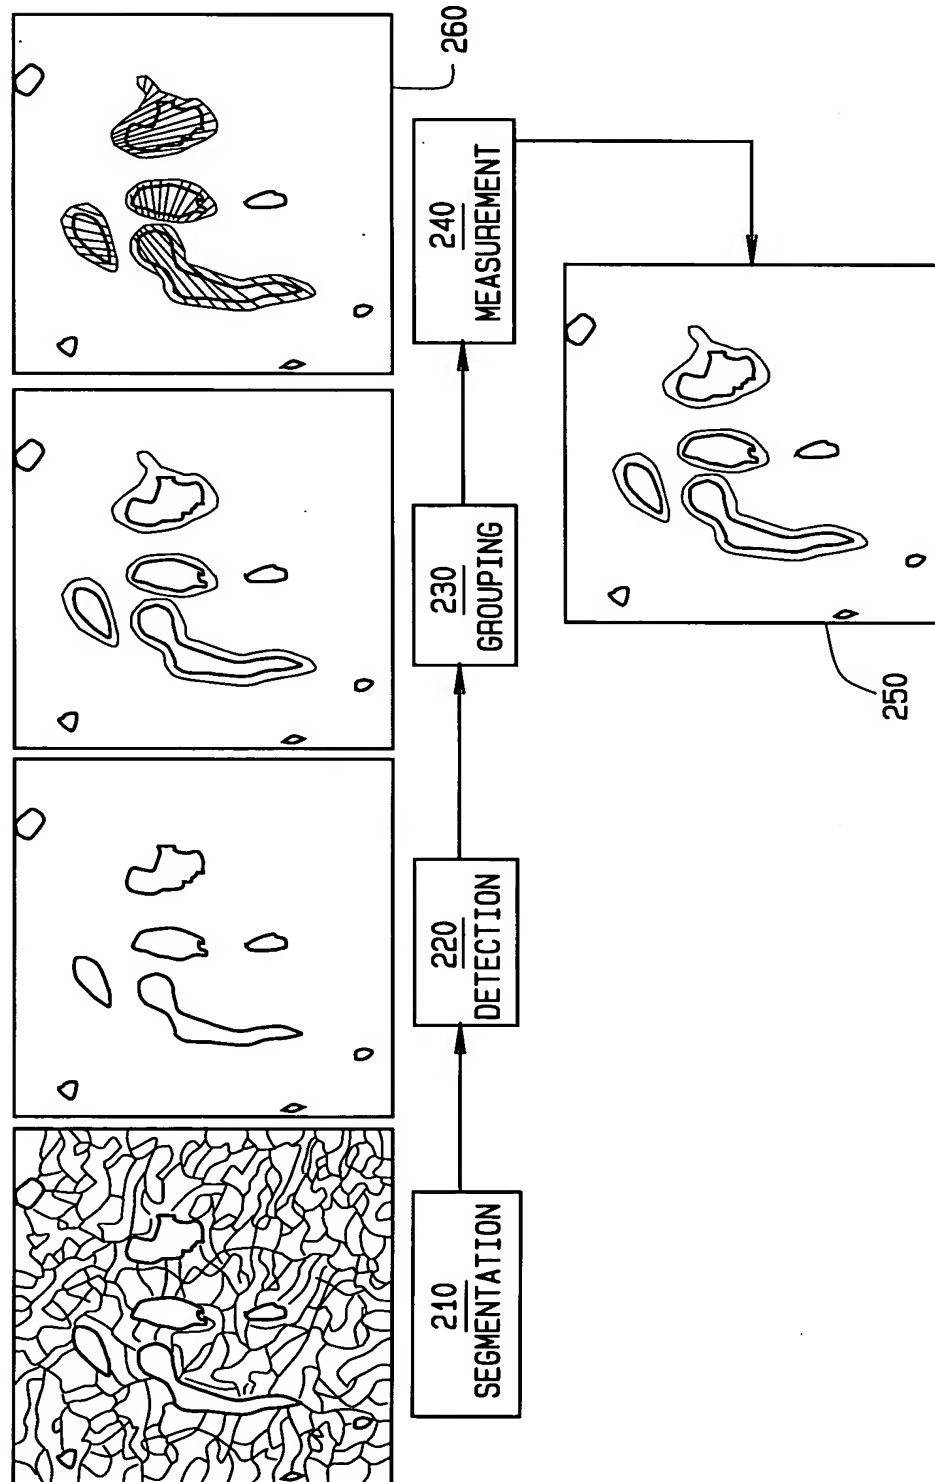 210
SEGMENTATION
220
DETECTION
230
GROUPING
240
MEASUREMENT
250
260